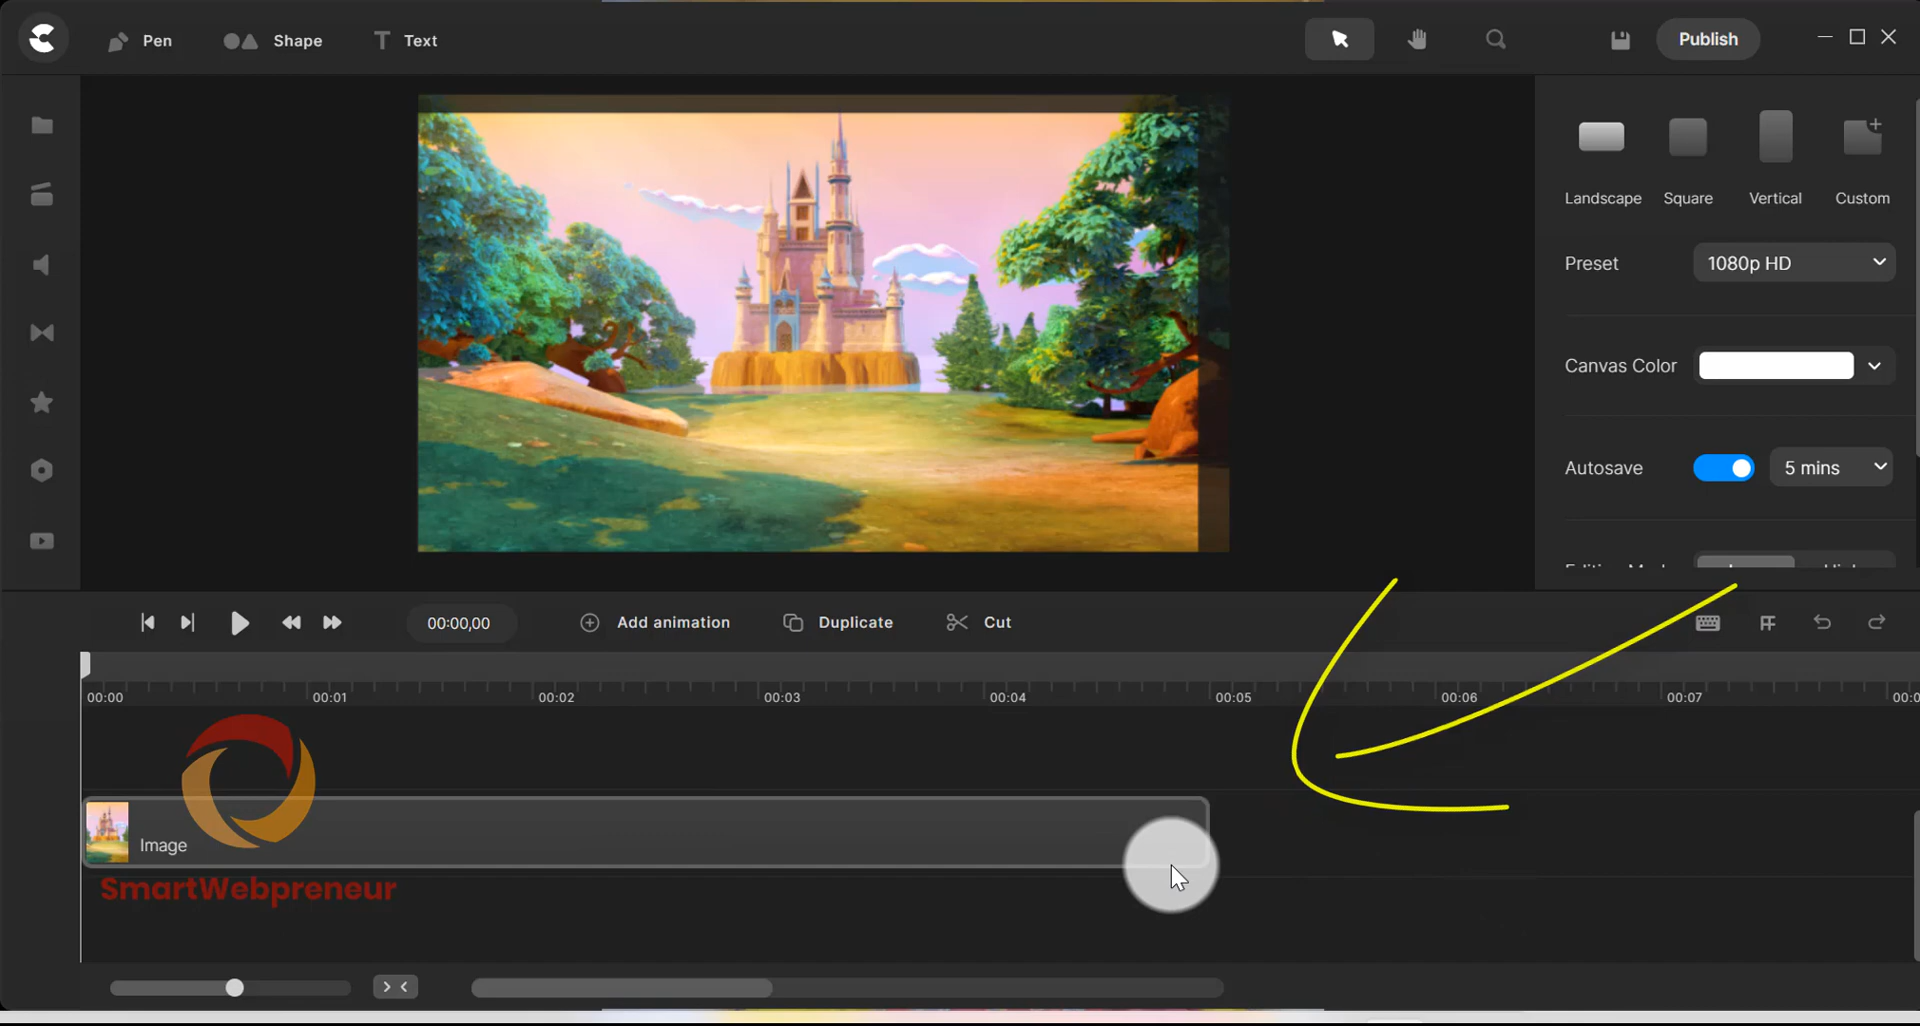 Pen Shape Text Publish
Landscape Square Vertical Custom
Preset 1080p HD
Canvas Color
Autosave 5 mins
00:00,00 Add animation Duplicate Cut
00:00 00:01 00:02 00:03 00:04 00:05 00:06 00:07
Image
SmartWebpreneur